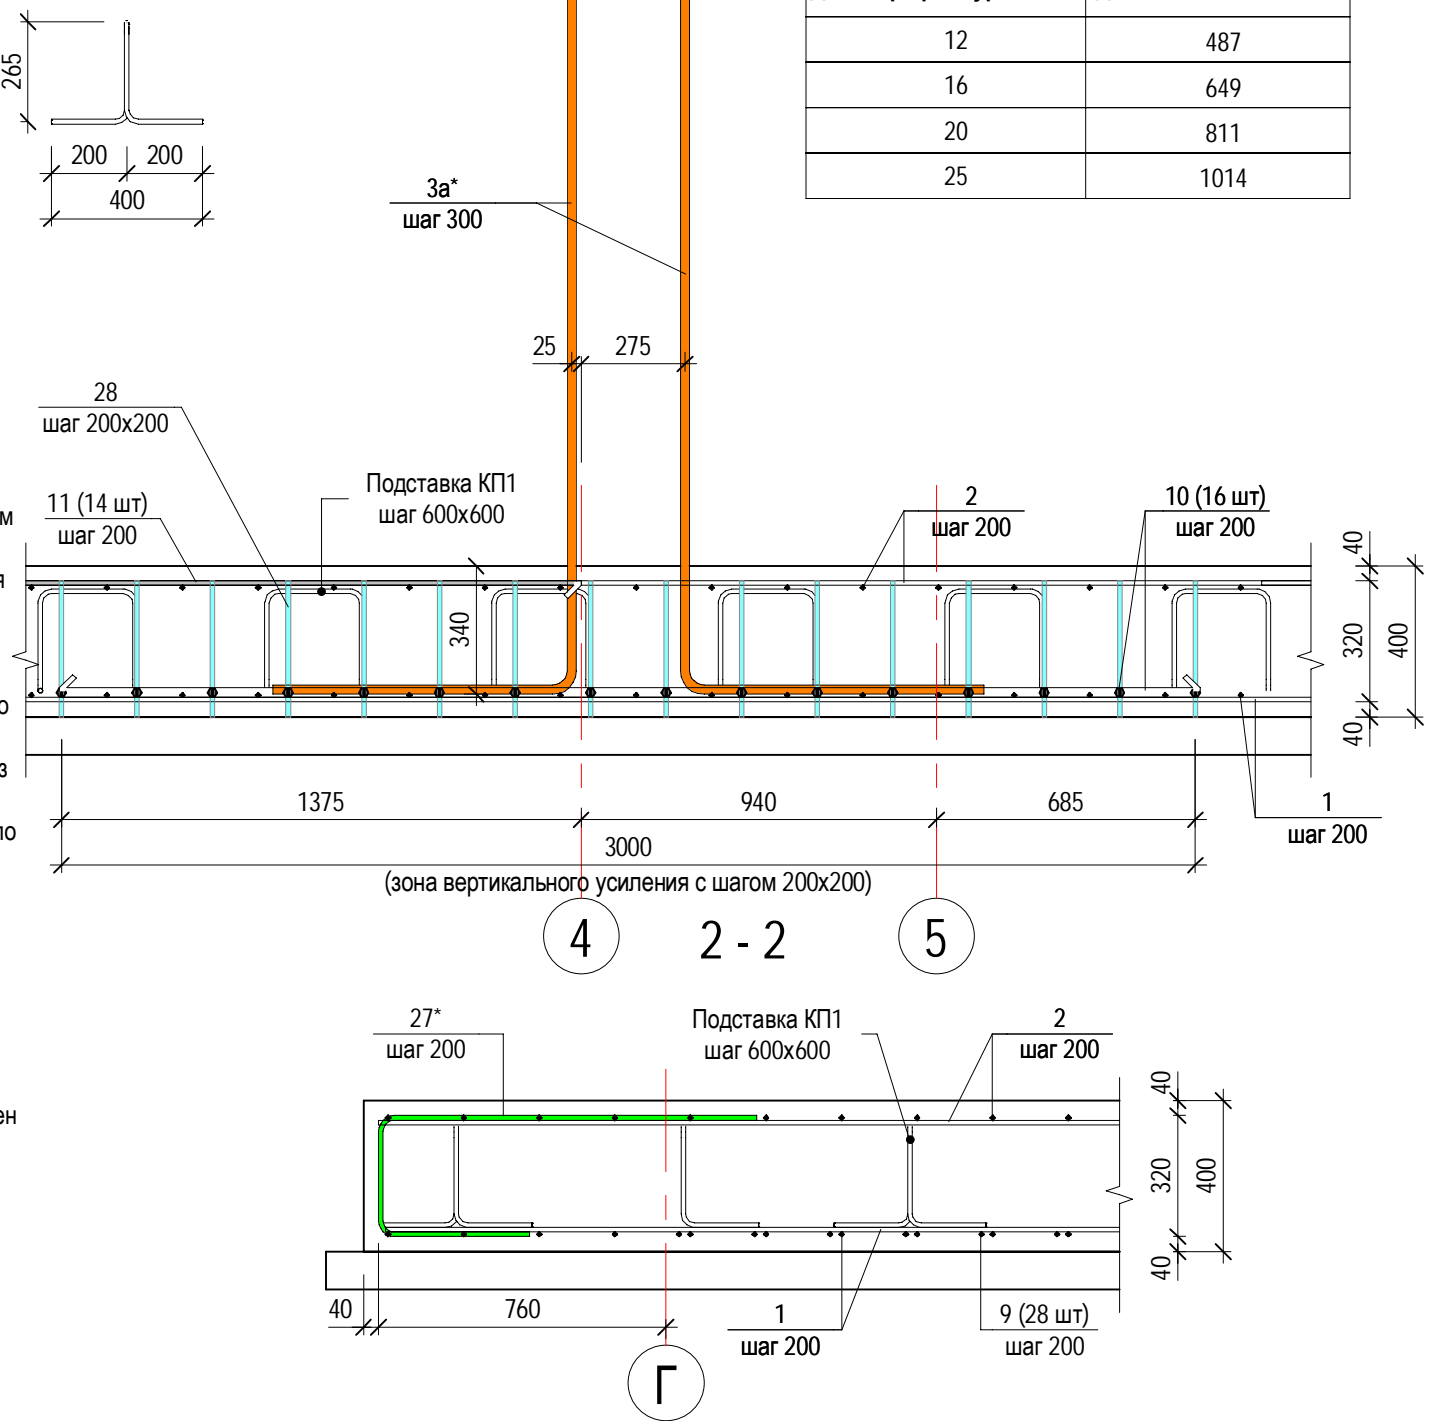 12 487
16 649
20 811
25 1014
265
200 200
400
3а*
шаг 300
25 275
28
шаг 200х200
Подставка КП1
шаг 600х600
11 (14 шт)
шаг 200
2
шаг 200
10 (16 шт)
шаг 200
м
я
о
з
по
340
40
320
400
40
1375 940 685
1
шаг 200
3000
(зона вертикального усиления с шагом 200х200)
4 2 - 2 5
27*
шаг 200
Подставка КП1
шаг 600х600
2
шаг 200
ен
40
320
400
40
40 760
1
шаг 200
9 (28 шт)
шаг 200
Г